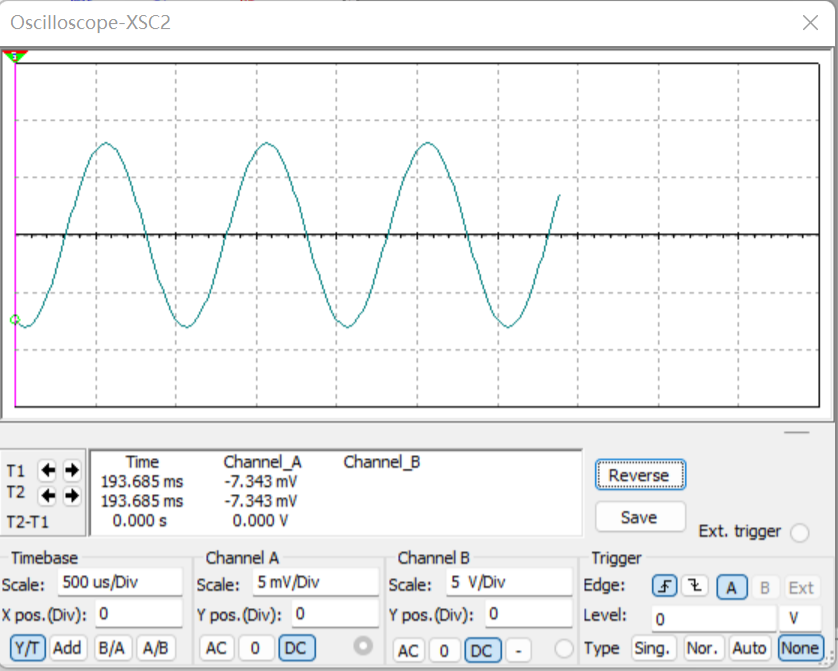 Oscilloscope-XSC2
T1
T2
T2-T1
Time Channel_A Channel_B
193.685 ms -7.343 mV
193.685 ms -7.343 mV
0.000 s 0.000 V
Reverse
Save
Ext. trigger
Timebase
Scale: 500 us/Div
X pos.(Div): 0
Y/T Add B/A A/B
Channel A
Scale: 5 mV/Div
Y pos.(Div): 0
AC 0 DC
Channel B
Scale: 5 V/Div
Y pos.(Div): 0
AC 0 DC -
Trigger
Edge: A B Ext
Level: 0 V
Type Sing. Nor. Auto None